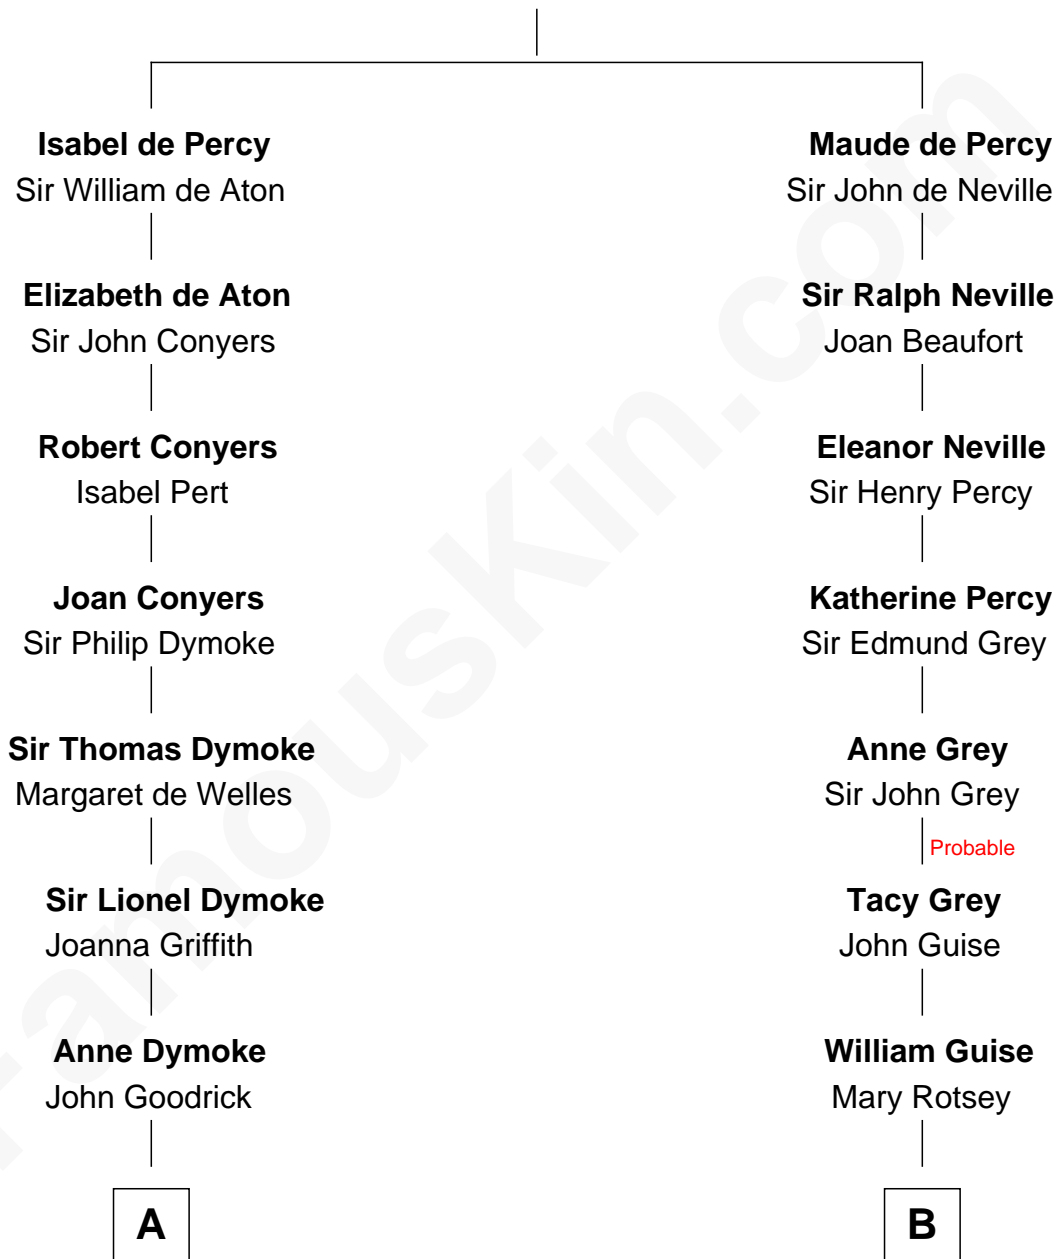 Isabel de Percy
Sir William de Aton
Maude de Percy
Sir John de Neville
Elizabeth de Aton
Sir John Conyers
Sir Ralph Neville
Joan Beaufort
Robert Conyers
Isabel Pert
Eleanor Neville
Sir Henry Percy
Joan Conyers
Sir Philip Dymoke
Katherine Percy
Sir Edmund Grey
Sir Thomas Dymoke
Margaret de Welles
Anne Grey
Sir John Grey
Probable
Sir Lionel Dymoke
Joanna Griffith
Tacy Grey
John Guise
Anne Dymoke
John Goodrick
William Guise
Mary Rotsey
A
B
FamousKin.com